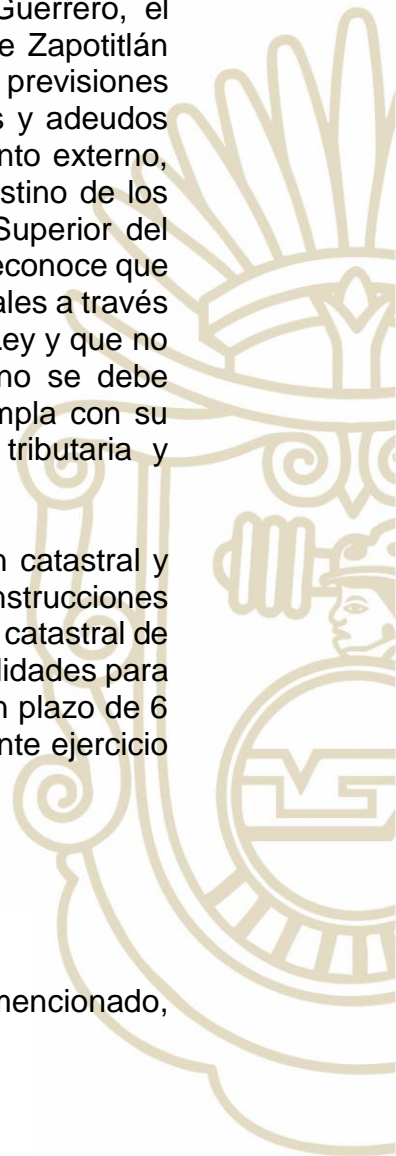 Guerrero, el
e Zapotitlán
previsiones
s y adeudos
nto externo,
stino de los
Superior del
econoce que
ales a través
Ley y que no
no se debe
mpla con su
tributaria y
n catastral y
nstrucciones
catastral de
lidades para
n plazo de 6
nte ejercicio
mencionado,